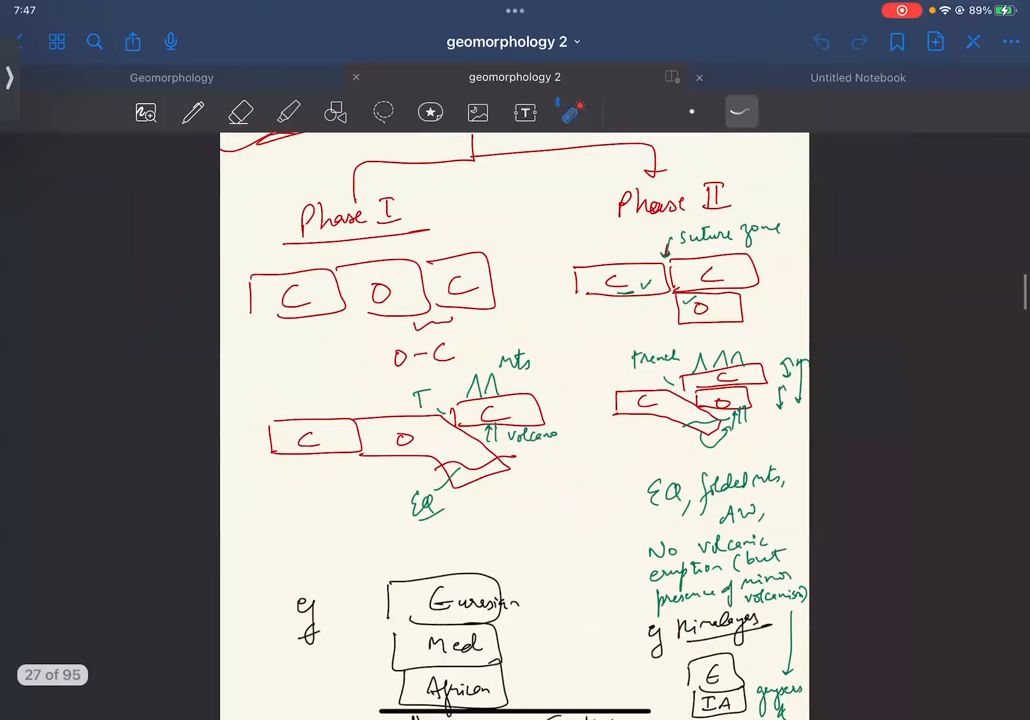 7:47
89%
geomorphology 2
Geomorphology
geomorphology 2
Untitled Notebook
Phase I
Phase II
suture zone
C O C
C C
O
O-C
mts
Trench
T
C
C
C
O
C O
volcano
EQ
EQ, folded mts,
AW,
No volcanic
eruption (but
presence of minor
volcanism)
eg
Eurasian
Med
African
eg Himalayas
E
IA
geysers
27 of 95